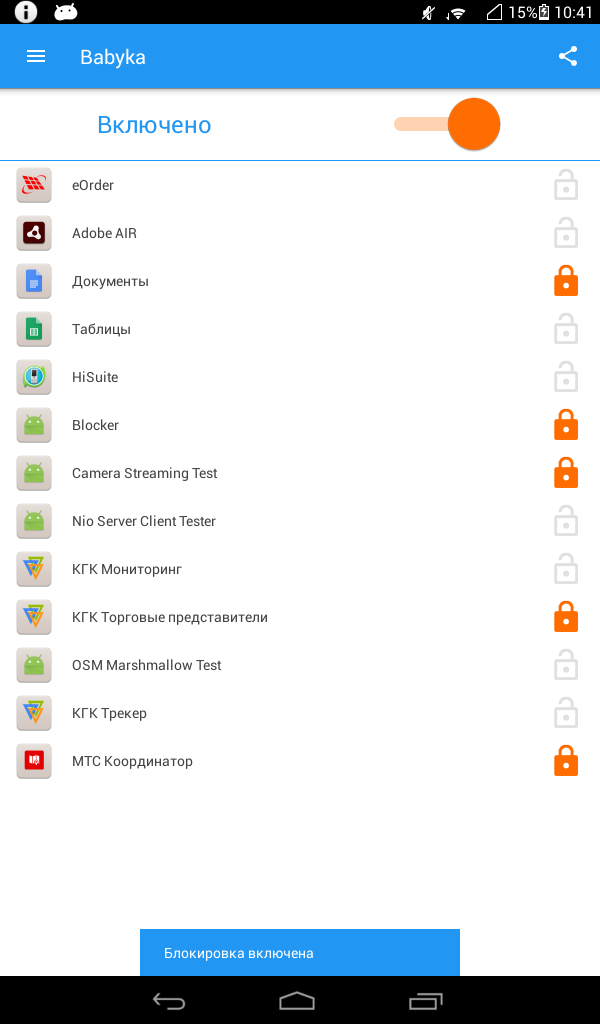 15% 10:41
Babyka
Включено
eOrder
Adobe AIR
Документы
Таблицы
HiSuite
Blocker
Camera Streaming Test
Nio Server Client Tester
КГК Мониторинг
КГК Торговые представители
OSM Marshmallow Test
КГК Трекер
МТС Координатор
Блокировка включена